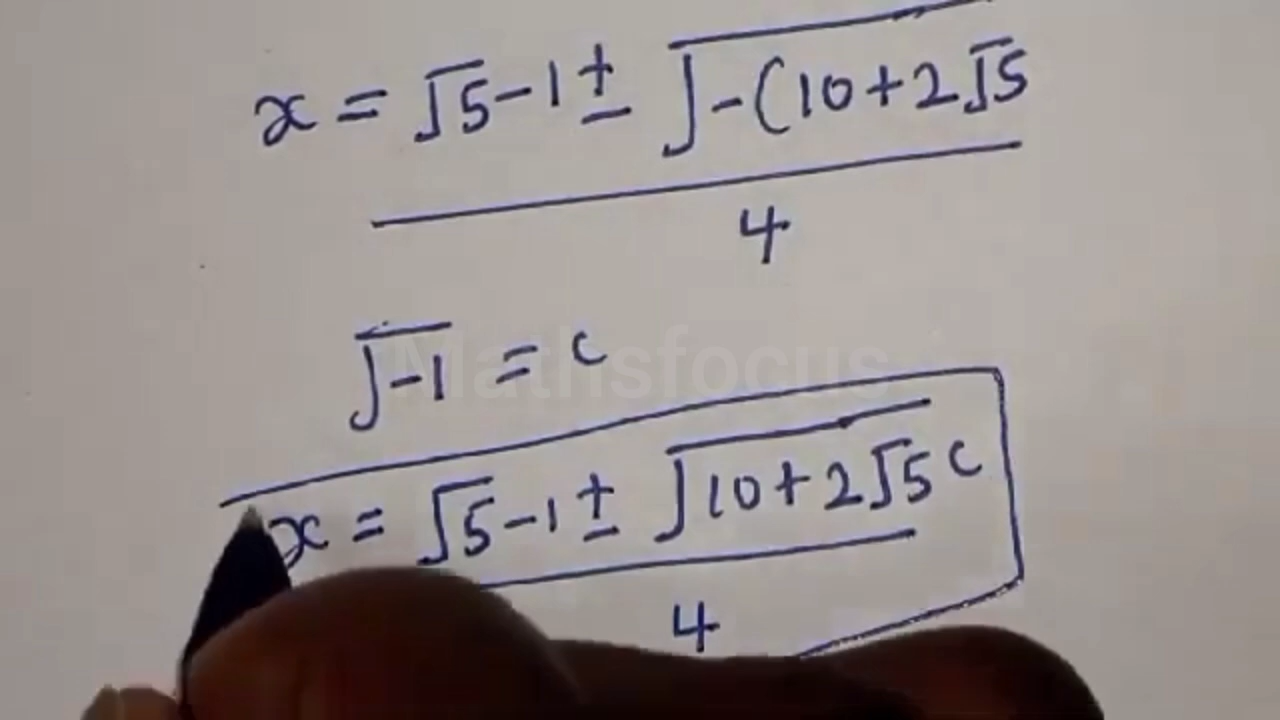 x = √5 - 1 ± √-(10 + 2√5
4
√-1 = c
Mathsfocus
x = √5 - 1 ± √10 + 2√5 c
4